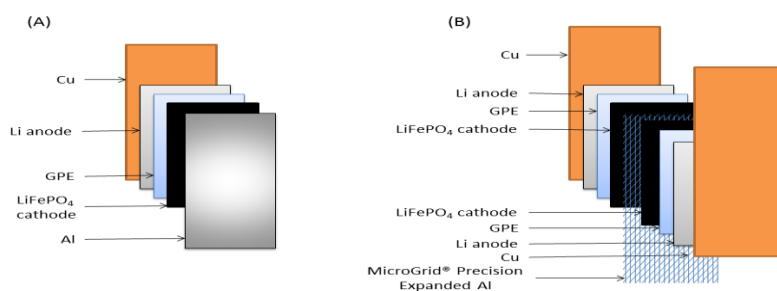 (A)
Cu
Li anode
GPE
LiFePO₄
cathode
Al
(B)
Cu
Li anode
GPE
LiFePO₄ cathode
LiFePO₄ cathode
GPE
Li anode
Cu
MicroGrid® Precision
Expanded Al